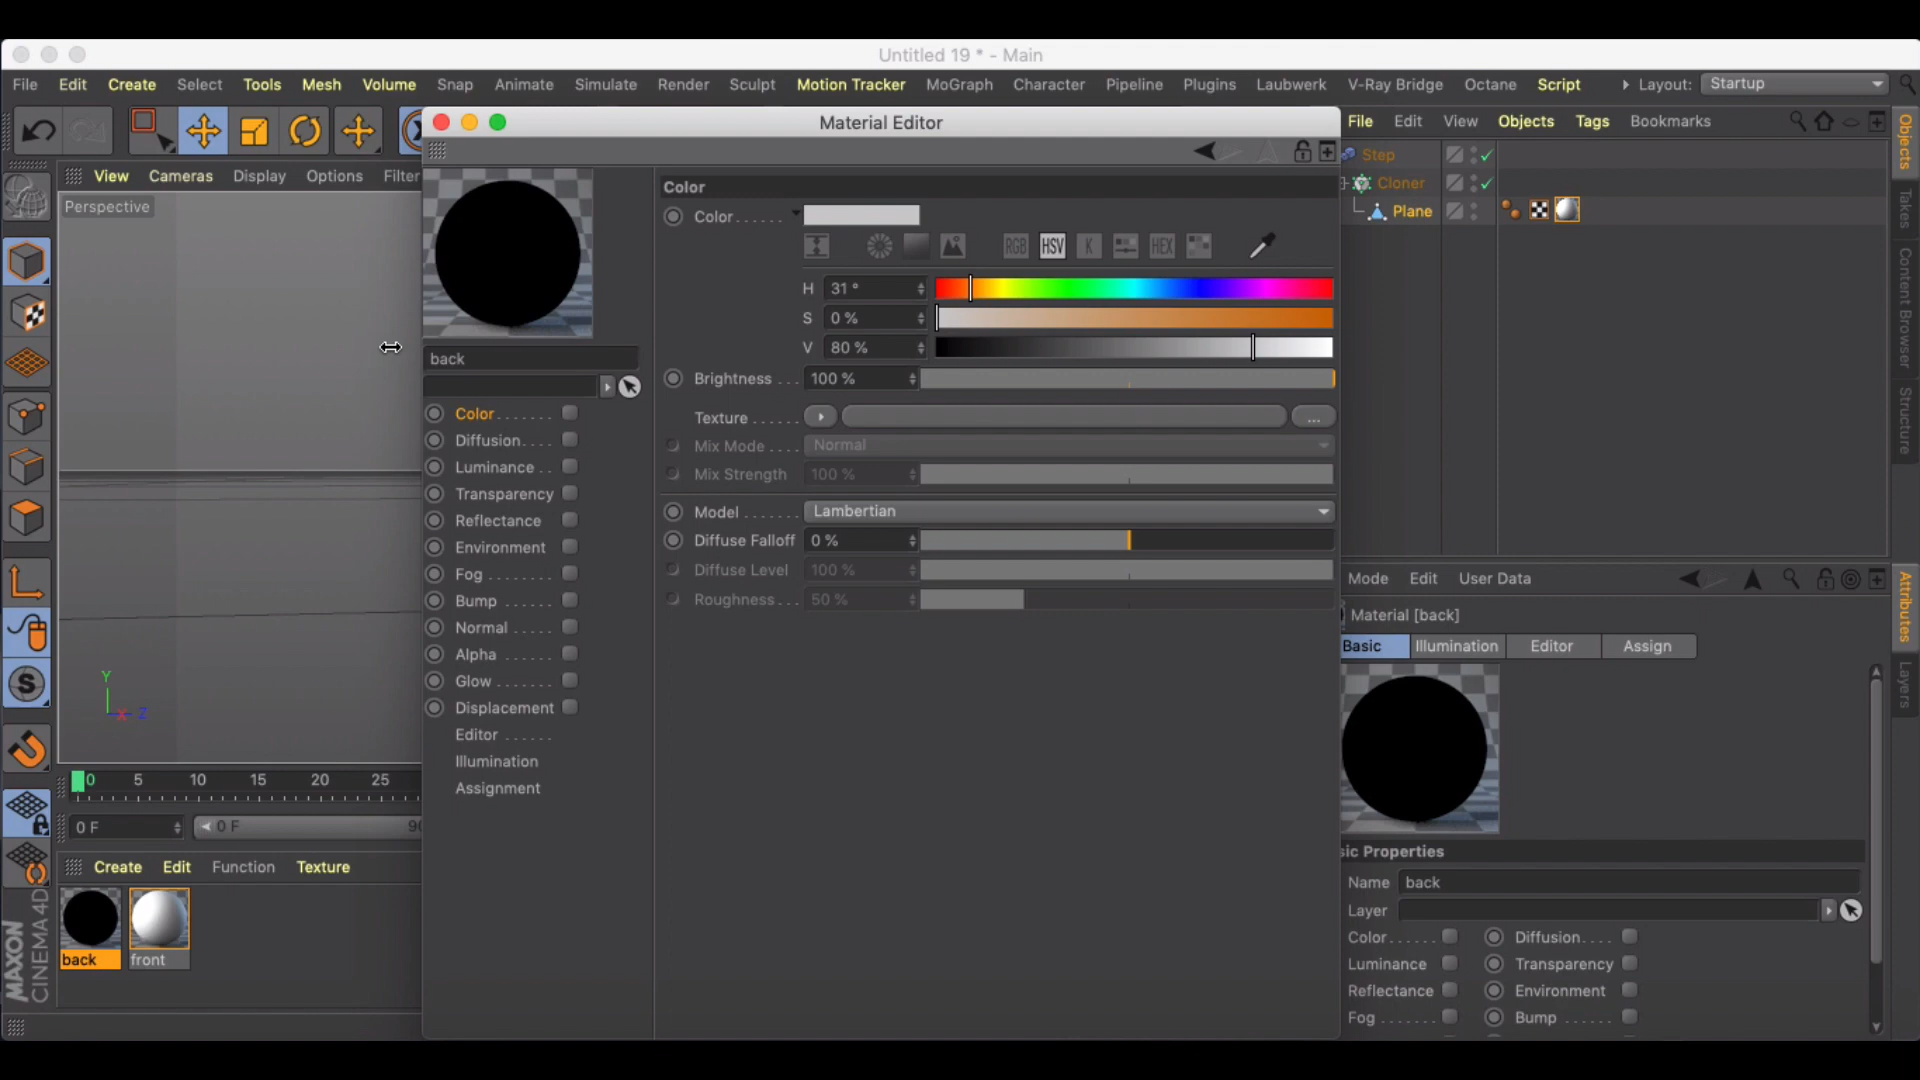 Untitled 19 * - Main
File Edit Create Select Tools Mesh Volume Snap Animate Simulate Render Sculpt Motion Tracker MoGraph Character Pipeline Plugins Laubwerk V-Ray Bridge Octane Script Layout: Startup
Material Editor
File Edit View Objects Tags Bookmarks
View Cameras Display Options Filter
Perspective
Step
Cloner
Plane
Objects
Takes
Content Browser
Structure
Color
Color
RGB HSV K HEX
H 31 °
S 0 %
V 80 %
Brightness 100 %
Texture ...
Mix Mode Normal
Mix Strength 100 %
Model Lambertian
Diffuse Falloff 0 %
Diffuse Level 100 %
Roughness 50 %
back
Color
Diffusion
Luminance
Transparency
Reflectance
Environment
Fog
Bump
Normal
Alpha
Glow
Displacement
Editor
Illumination
Assignment
Y
X Z
0 5 10 15 20 25
0 F 0 F 90
Create Edit Function Texture
back front
MAXON
CINEMA 4D
Mode Edit User Data
Attributes
Layers
Material [back]
Basic Illumination Editor Assign
sic Properties
Name back
Layer
Color Diffusion
Luminance Transparency
Reflectance Environment
Fog Bump